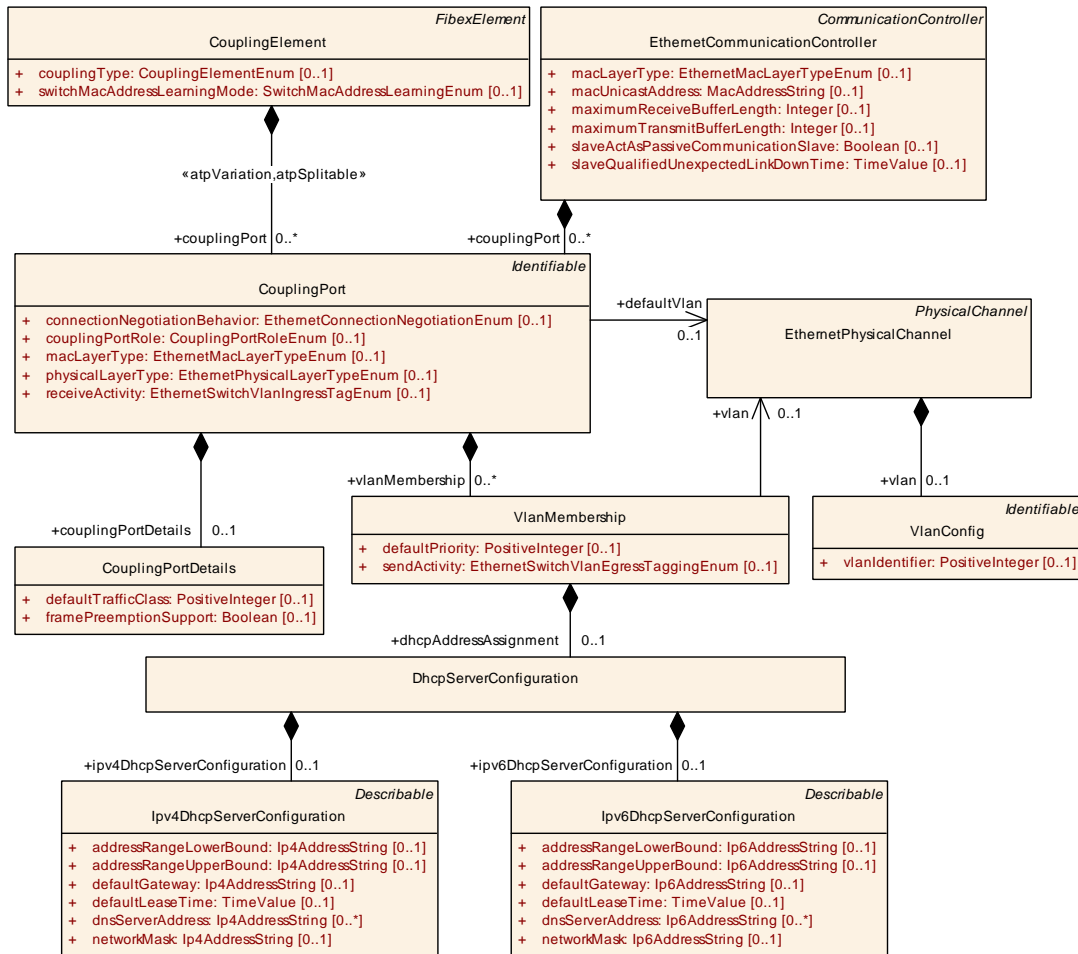 FibexElement
CouplingElement
+ couplingType: CouplingElementEnum [0..1]
+ switchMacAddressLearningMode: SwitchMacAddressLearningEnum [0..1]
CommunicationController
EthernetCommunicationController
+ macLayerType: EthernetMacLayerTypeEnum [0..1]
+ macUnicastAddress: MacAddressString [0..1]
+ maximumReceiveBufferLength: Integer [0..1]
+ maximumTransmitBufferLength: Integer [0..1]
+ slaveActAsPassiveCommunicationSlave: Boolean [0..1]
+ slaveQualifiedUnexpectedLinkDownTime: TimeValue [0..1]
«atpVariation,atpSplitable»
+couplingPort 0..*
+couplingPort 0..*
Identifiable
CouplingPort
+ connectionNegotiationBehavior: EthernetConnectionNegotiationEnum [0..1]
+ couplingPortRole: CouplingPortRoleEnum [0..1]
+ macLayerType: EthernetMacLayerTypeEnum [0..1]
+ physicalLayerType: EthernetPhysicalLayerTypeEnum [0..1]
+ receiveActivity: EthernetSwitchVlanIngressTagEnum [0..1]
+defaultVlan
0..1
PhysicalChannel
EthernetPhysicalChannel
+vlan 0..1
+vlanMembership 0..*
+vlan 0..1
+couplingPortDetails 0..1
CouplingPortDetails
+ defaultTrafficClass: PositiveInteger [0..1]
+ framePreemptionSupport: Boolean [0..1]
VlanMembership
+ defaultPriority: PositiveInteger [0..1]
+ sendActivity: EthernetSwitchVlanEgressTaggingEnum [0..1]
Identifiable
VlanConfig
+ vlanIdentifier: PositiveInteger [0..1]
+dhcpAddressAssignment 0..1
DhcpServerConfiguration
+ipv4DhcpServerConfiguration 0..1
+ipv6DhcpServerConfiguration 0..1
Describable
Ipv4DhcpServerConfiguration
+ addressRangeLowerBound: Ip4AddressString [0..1]
+ addressRangeUpperBound: Ip4AddressString [0..1]
+ defaultGateway: Ip4AddressString [0..1]
+ defaultLeaseTime: TimeValue [0..1]
+ dnsServerAddress: Ip4AddressString [0..*]
+ networkMask: Ip4AddressString [0..1]
Describable
Ipv6DhcpServerConfiguration
+ addressRangeLowerBound: Ip6AddressString [0..1]
+ addressRangeUpperBound: Ip6AddressString [0..1]
+ defaultGateway: Ip6AddressString [0..1]
+ defaultLeaseTime: TimeValue [0..1]
+ dnsServerAddress: Ip6AddressString [0..*]
+ networkMask: Ip6AddressString [0..1]